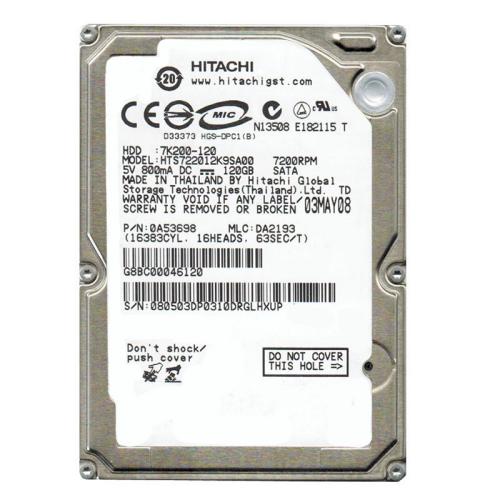 HITACHI
www.hitachigst.com
20
CE MIC
c UL US
N13508 E182115 T
D33373 HGS-DPC1(B)
HDD :7K200-120
MODEL:HTS722012K9SA00 7200RPM
5V 800mA DC 120GB SATA
MADE IN THAILAND BY Hitachi Global
Storage Technologies(Thailand).Ltd. TD
WARRANTY VOID IF ANY LABEL/
SCREW IS REMOVED OR BROKEN 03MAY08
P/N:0A53698 MLC:DA2193
(16383CYL, 16HEADS, 63SEC/T)
G8BC00046120
S/N:080503DP0310DRGLHXUP
Don't shock/
push cover
DO NOT COVER
THIS HOLE =>